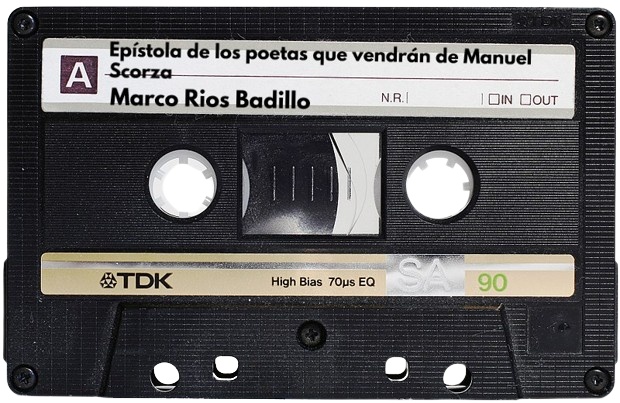 TDK
Epístola de los poetas que vendrán de Manuel
A Scorza
Marco Rios Badillo N.R. IN OUT
TDK High Bias 70µs EQ SA 90